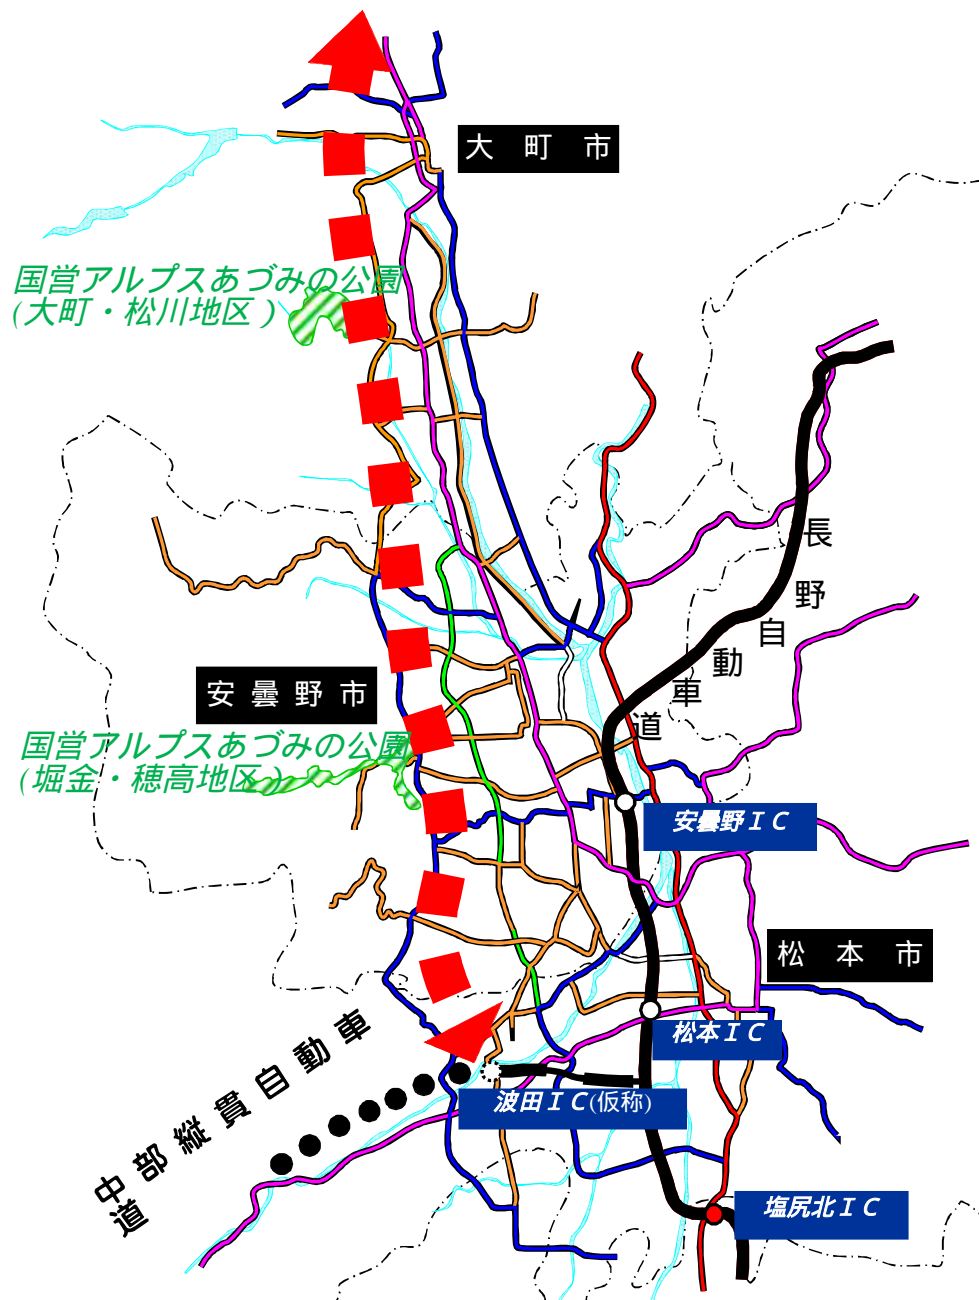 大町市
国営アルプスあづみの公園
(大町・松川地区)
長野自動車道
安曇野市
国営アルプスあづみの公園
(堀金・穂高地区)
安曇野ＩＣ
松本市
松本ＩＣ
波田ＩＣ(仮称)
中部縦貫自動車道
塩尻北ＩＣ